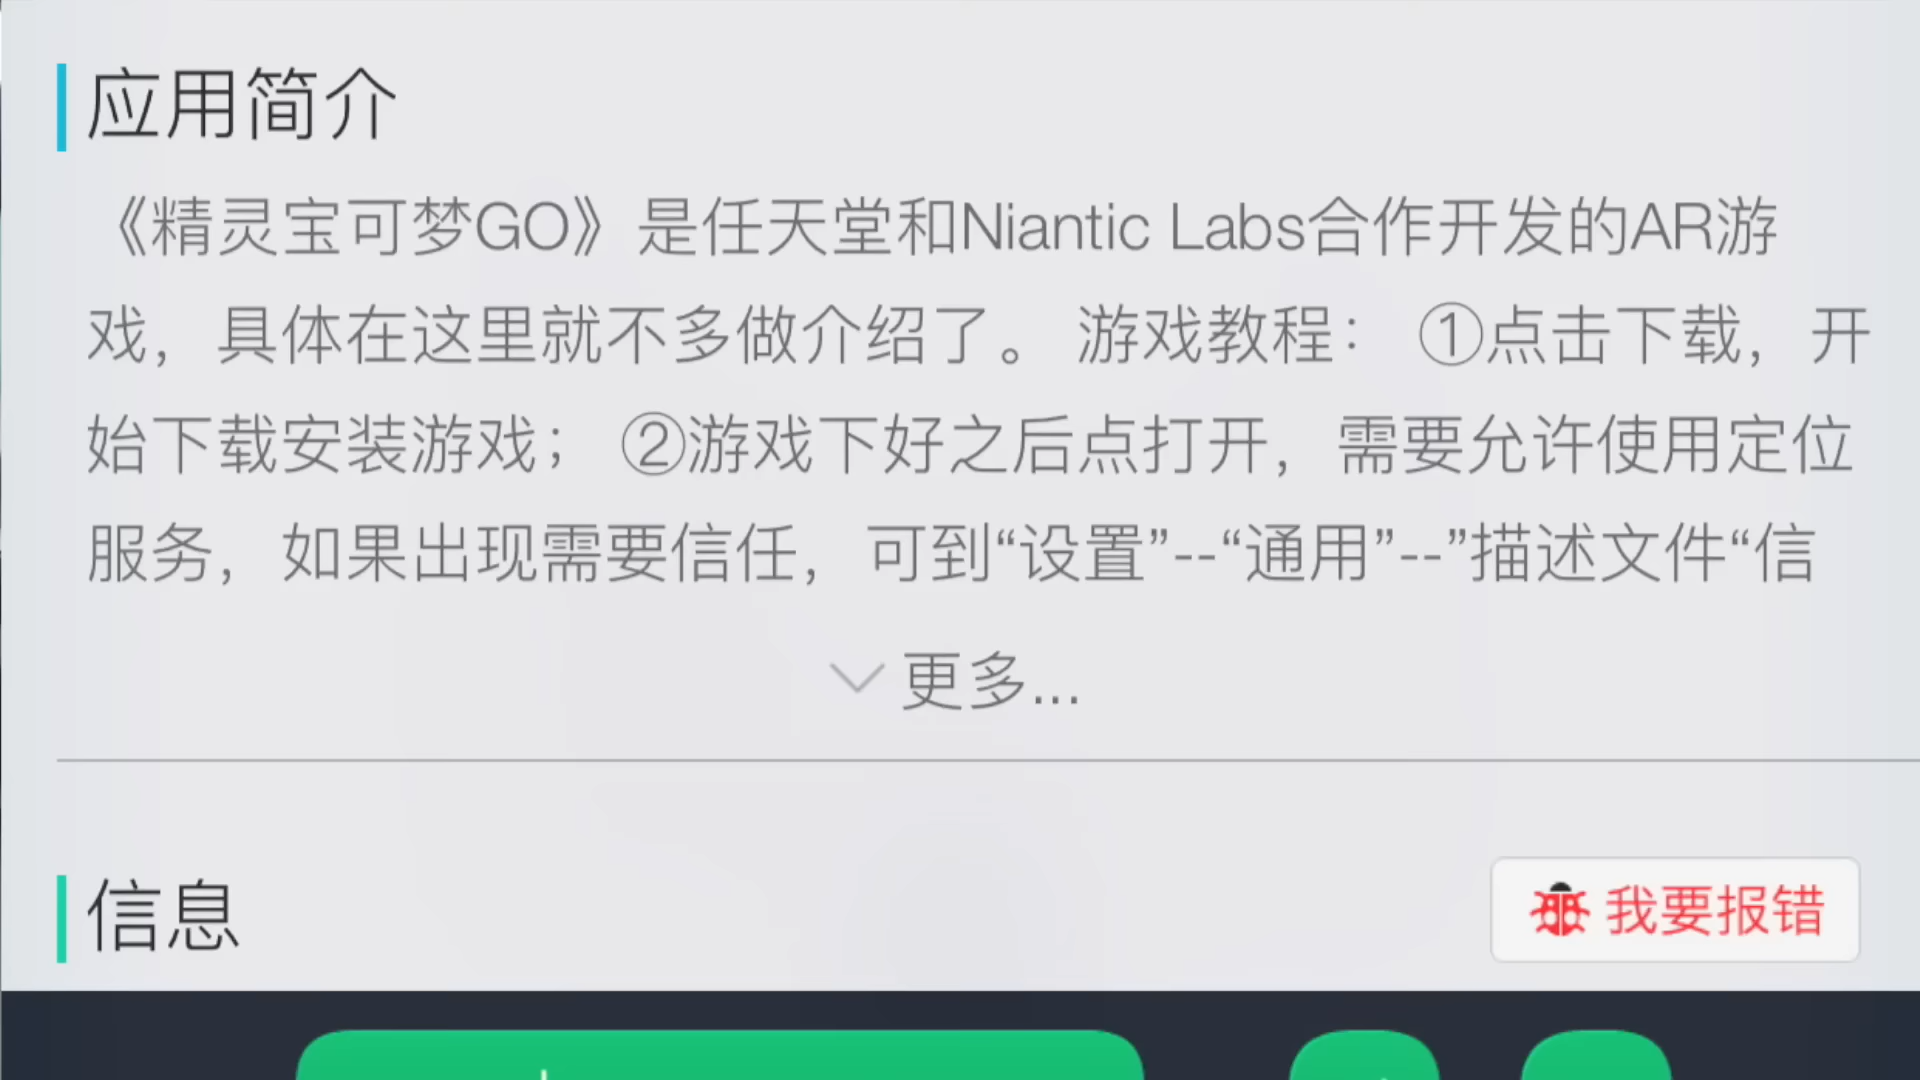 应用简介
《精灵宝可梦GO》是任天堂和Niantic Labs合作开发的AR游
戏，具体在这里就不多做介绍了。 游戏教程： ①点击下载，开
始下载安装游戏； ②游戏下好之后点打开，需要允许使用定位
服务，如果出现需要信任，可到“设置”--“通用”--”描述文件“信
更多...
信息
我要报错